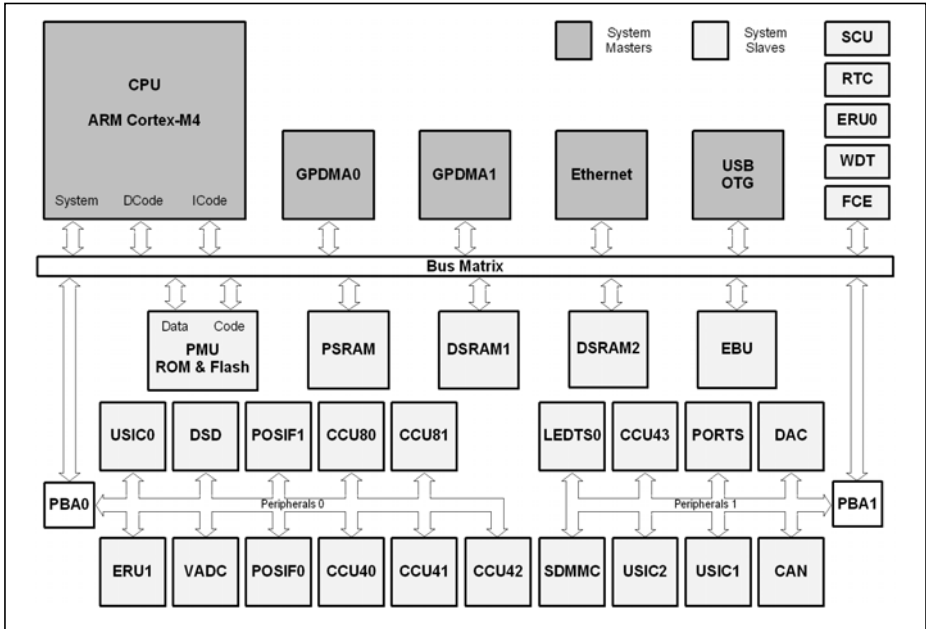 CPU
ARM Cortex-M4
System DCode ICode
System
Masters
System
Slaves
SCU
RTC
ERU0
WDT
FCE
GPDMA0
GPDMA1
Ethernet
USB
OTG
Bus Matrix
Data Code
PMU
ROM & Flash
PSRAM
DSRAM1
DSRAM2
EBU
USIC0
DSD
POSIF1
CCU80
CCU81
LEDTS0
CCU43
PORTS
DAC
PBA0
Peripherals 0
Peripherals 1
PBA1
ERU1
VADC
POSIF0
CCU40
CCU41
CCU42
SDMMC
USIC2
USIC1
CAN